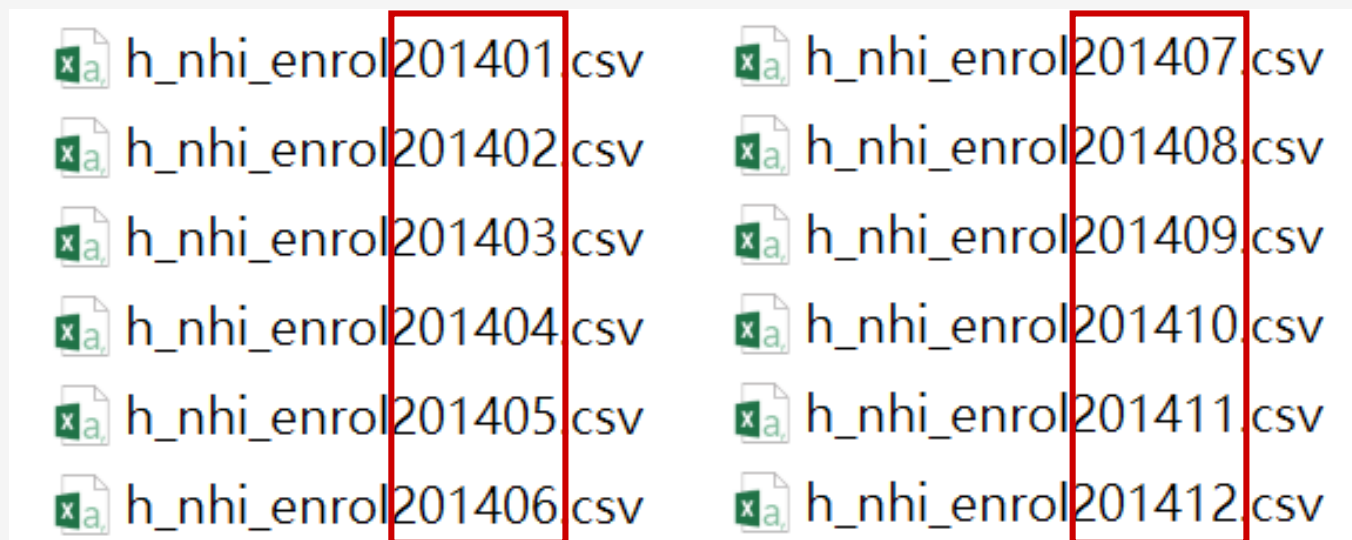 h_nhi_enrol201401.csv
h_nhi_enrol201402.csv
h_nhi_enrol201403.csv
h_nhi_enrol201404.csv
h_nhi_enrol201405.csv
h_nhi_enrol201406.csv
h_nhi_enrol201407.csv
h_nhi_enrol201408.csv
h_nhi_enrol201409.csv
h_nhi_enrol201410.csv
h_nhi_enrol201411.csv
h_nhi_enrol201412.csv